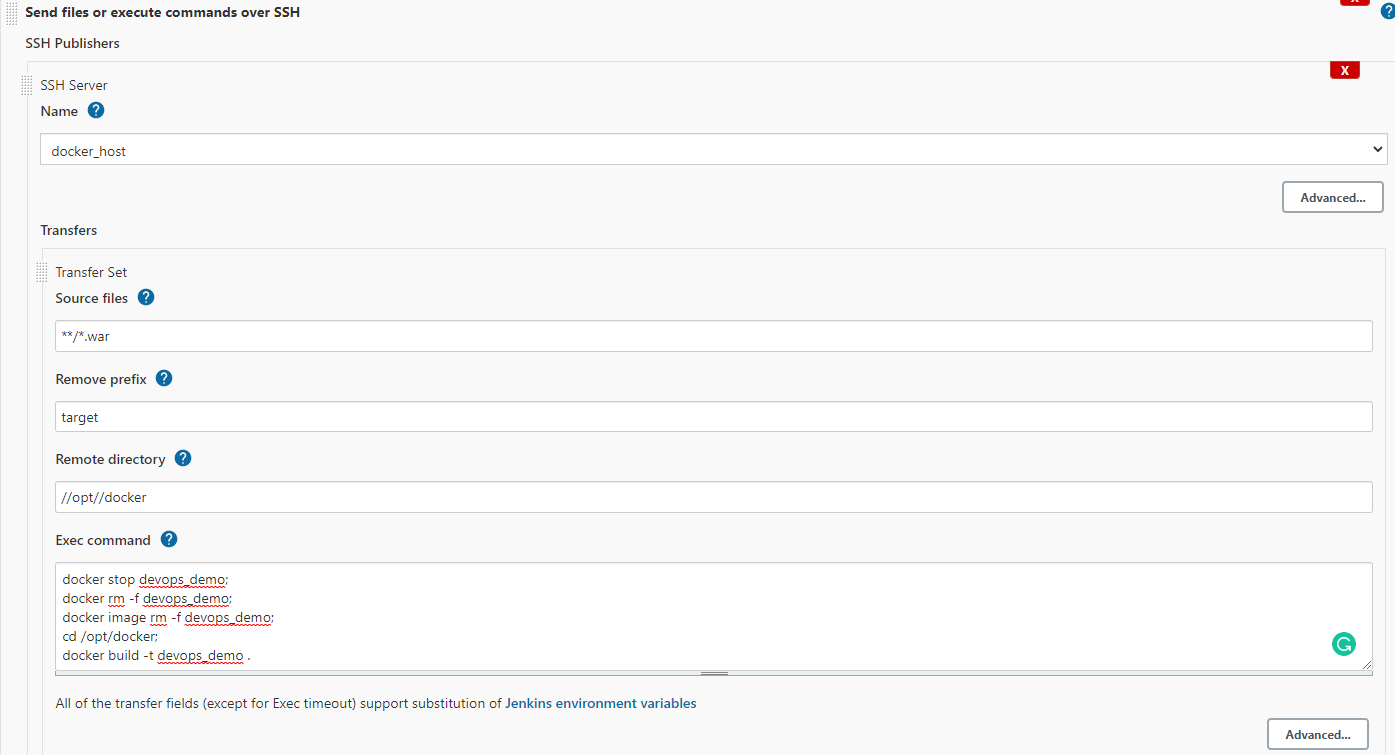 Send files or execute commands over SSH
X
?
SSH Publishers
X
SSH Server
Name ?
docker_host
Advanced...
Transfers
Transfer Set
Source files ?
**/*.war
Remove prefix ?
target
Remote directory ?
//opt//docker
Exec command ?
docker stop devops_demo;
docker rm -f devops_demo;
docker image rm -f devops_demo;
cd /opt/docker;
docker build -t devops_demo .
All of the transfer fields (except for Exec timeout) support substitution of Jenkins environment variables
Advanced...